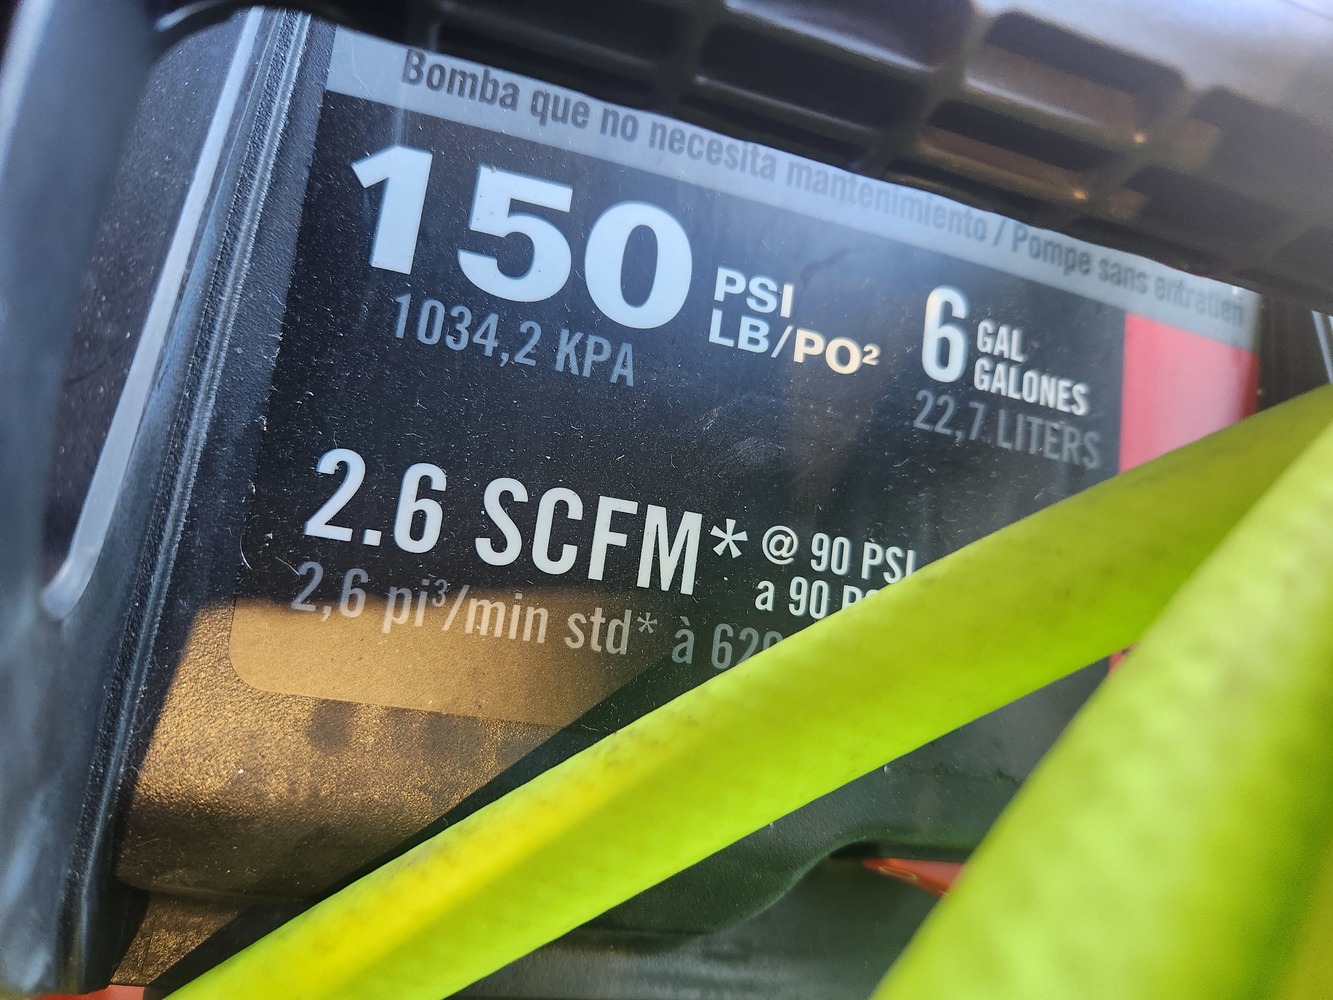 Bomba que no necesita mantenimiento / Pompe sans entretien
150 PSI
LB/PO²
1034,2 KPA
6 GAL
GALONES
22,7 LITERS
2.6 SCFM* @ 90 PSI
a 90
2,6 pi³/min std* à